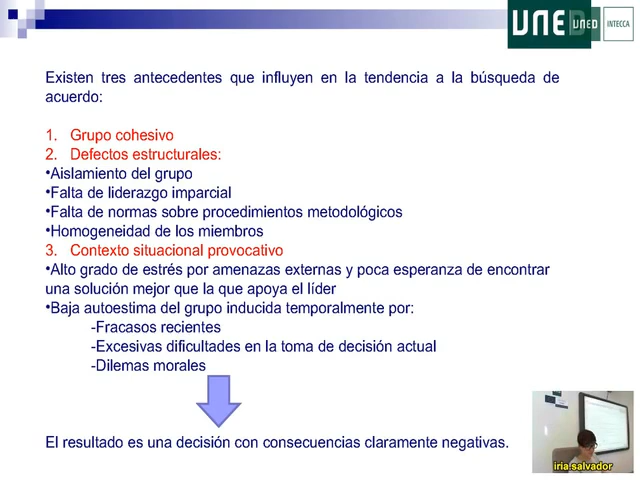 UNED
UNED
INTECCA
Existen tres antecedentes que influyen en la tendencia a la búsqueda de
acuerdo:
1. Grupo cohesivo
2. Defectos estructurales:
•Aislamiento del grupo
•Falta de liderazgo imparcial
•Falta de normas sobre procedimientos metodológicos
•Homogeneidad de los miembros
3. Contexto situacional provocativo
•Alto grado de estrés por amenazas externas y poca esperanza de encontrar
una solución mejor que la que apoya el líder
•Baja autoestima del grupo inducida temporalmente por:
-Fracasos recientes
-Excesivas dificultades en la toma de decisión actual
-Dilemas morales
El resultado es una decisión con consecuencias claramente negativas.
iria.salvador